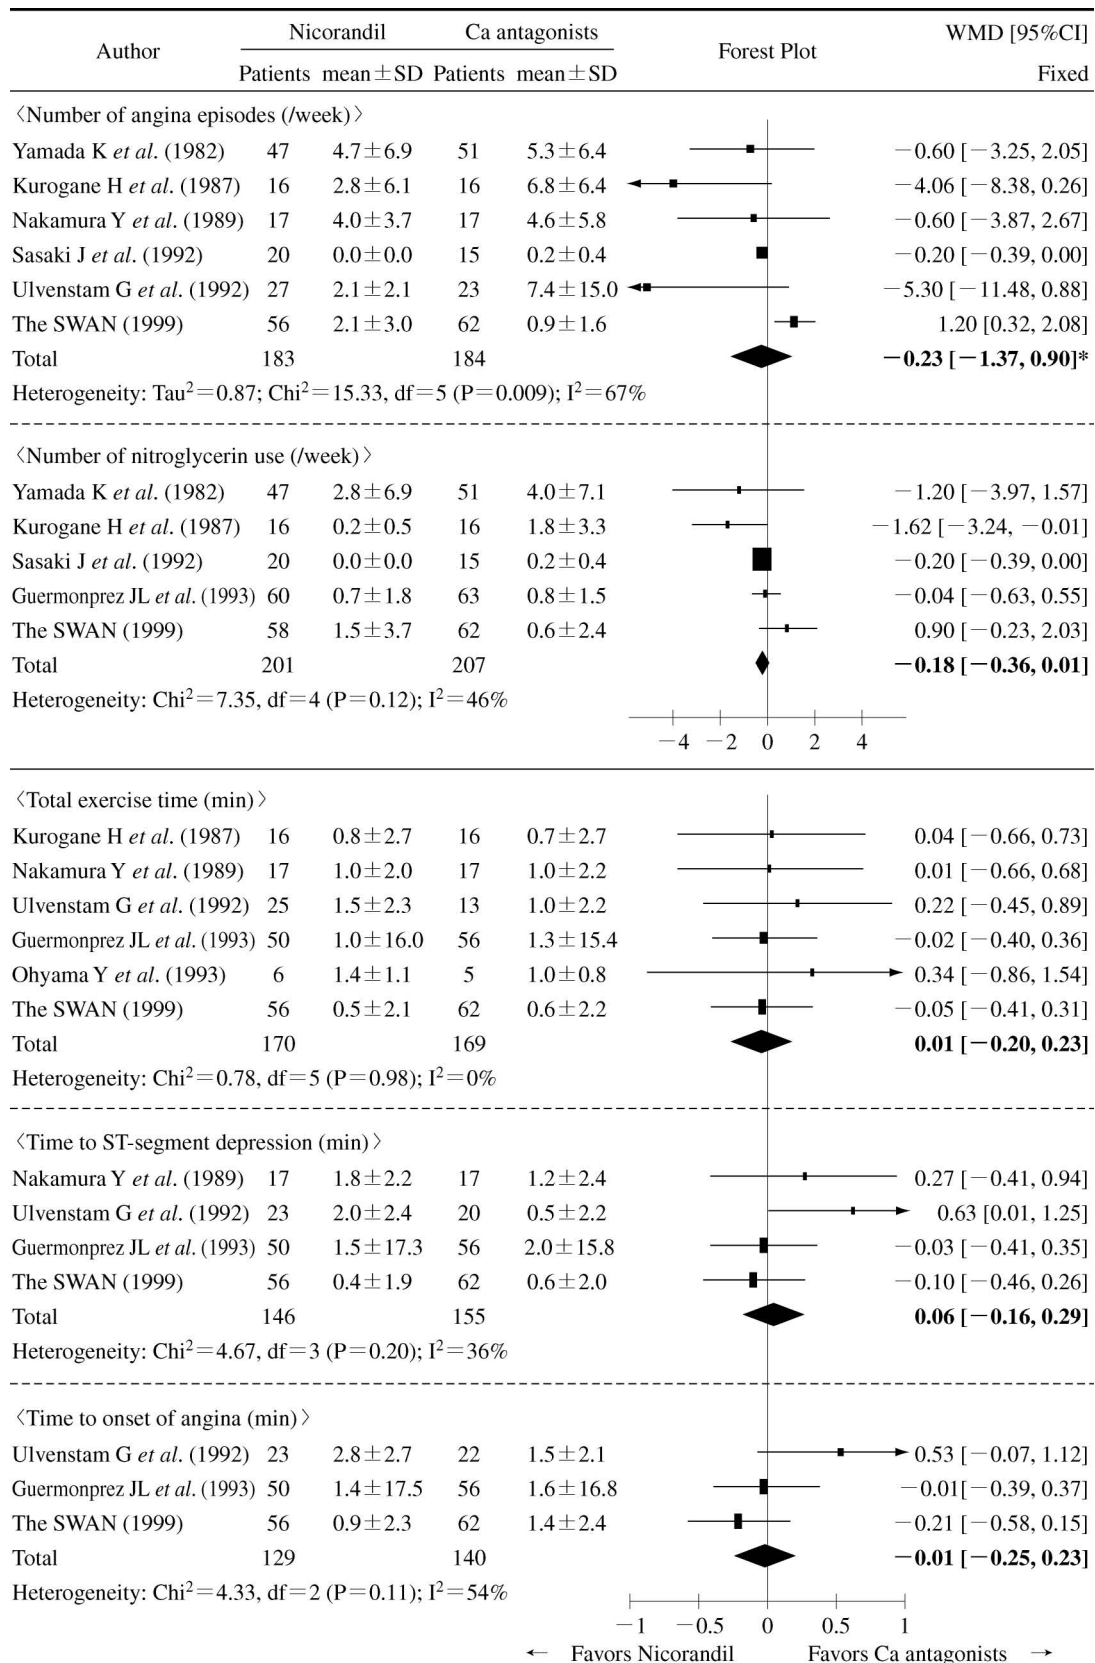 Author Nicorandil Ca antagonists Forest Plot WMD [95%CI]
Patients mean±SD Patients mean±SD Fixed
〈Number of angina episodes (/week)〉
Yamada K et al. (1982) 47 4.7±6.9 51 5.3±6.4 −0.60 [−3.25, 2.05]
Kurogane H et al. (1987) 16 2.8±6.1 16 6.8±6.4 −4.06 [−8.38, 0.26]
Nakamura Y et al. (1989) 17 4.0±3.7 17 4.6±5.8 −0.60 [−3.87, 2.67]
Sasaki J et al. (1992) 20 0.0±0.0 15 0.2±0.4 −0.20 [−0.39, 0.00]
Ulvenstam G et al. (1992) 27 2.1±2.1 23 7.4±15.0 −5.30 [−11.48, 0.88]
The SWAN (1999) 56 2.1±3.0 62 0.9±1.6 1.20 [0.32, 2.08]
Total 183 184 −0.23 [−1.37, 0.90]*
Heterogeneity: Tau²=0.87; Chi²=15.33, df=5 (P=0.009); I²=67%
〈Number of nitroglycerin use (/week)〉
Yamada K et al. (1982) 47 2.8±6.9 51 4.0±7.1 −1.20 [−3.97, 1.57]
Kurogane H et al. (1987) 16 0.2±0.5 16 1.8±3.3 −1.62 [−3.24, −0.01]
Sasaki J et al. (1992) 20 0.0±0.0 15 0.2±0.4 −0.20 [−0.39, 0.00]
Guermonprez JL et al. (1993) 60 0.7±1.8 63 0.8±1.5 −0.04 [−0.63, 0.55]
The SWAN (1999) 58 1.5±3.7 62 0.6±2.4 0.90 [−0.23, 2.03]
Total 201 207 −0.18 [−0.36, 0.01]
Heterogeneity: Chi²=7.35, df=4 (P=0.12); I²=46%
−4 −2 0 2 4
〈Total exercise time (min)〉
Kurogane H et al. (1987) 16 0.8±2.7 16 0.7±2.7 0.04 [−0.66, 0.73]
Nakamura Y et al. (1989) 17 1.0±2.0 17 1.0±2.2 0.01 [−0.66, 0.68]
Ulvenstam G et al. (1992) 25 1.5±2.3 13 1.0±2.2 0.22 [−0.45, 0.89]
Guermonprez JL et al. (1993) 50 1.0±16.0 56 1.3±15.4 −0.02 [−0.40, 0.36]
Ohyama Y et al. (1993) 6 1.4±1.1 5 1.0±0.8 0.34 [−0.86, 1.54]
The SWAN (1999) 56 0.5±2.1 62 0.6±2.2 −0.05 [−0.41, 0.31]
Total 170 169 0.01 [−0.20, 0.23]
Heterogeneity: Chi²=0.78, df=5 (P=0.98); I²=0%
〈Time to ST-segment depression (min)〉
Nakamura Y et al. (1989) 17 1.8±2.2 17 1.2±2.4 0.27 [−0.41, 0.94]
Ulvenstam G et al. (1992) 23 2.0±2.4 20 0.5±2.2 0.63 [0.01, 1.25]
Guermonprez JL et al. (1993) 50 1.5±17.3 56 2.0±15.8 −0.03 [−0.41, 0.35]
The SWAN (1999) 56 0.4±1.9 62 0.6±2.0 −0.10 [−0.46, 0.26]
Total 146 155 0.06 [−0.16, 0.29]
Heterogeneity: Chi²=4.67, df=3 (P=0.20); I²=36%
〈Time to onset of angina (min)〉
Ulvenstam G et al. (1992) 23 2.8±2.7 22 1.5±2.1 0.53 [−0.07, 1.12]
Guermonprez JL et al. (1993) 50 1.4±17.5 56 1.6±16.8 −0.01[−0.39, 0.37]
The SWAN (1999) 56 0.9±2.3 62 1.4±2.4 −0.21 [−0.58, 0.15]
Total 129 140 −0.01 [−0.25, 0.23]
Heterogeneity: Chi²=4.33, df=2 (P=0.11); I²=54%
−1 −0.5 0 0.5 1
← Favors Nicorandil Favors Ca antagonists →